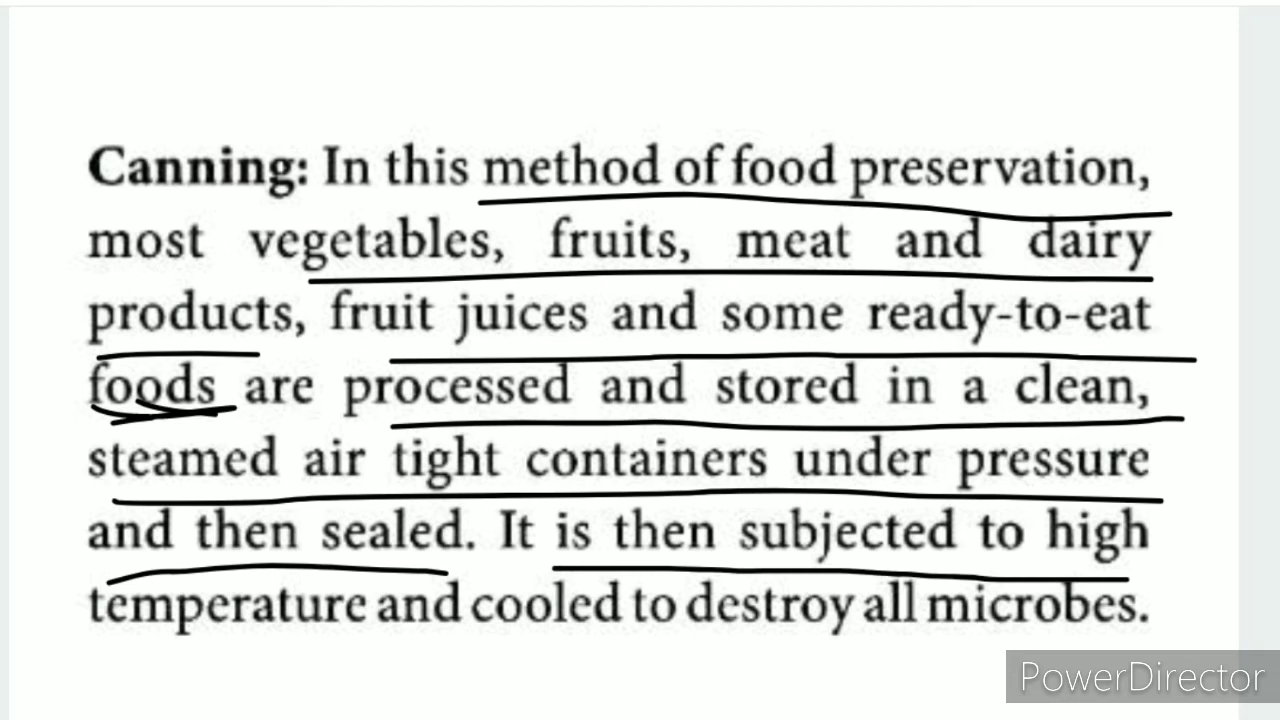 Canning: In this method of food preservation,
most vegetables, fruits, meat and dairy
products, fruit juices and some ready-to-eat
foods are processed and stored in a clean,
steamed air tight containers under pressure
and then sealed. It is then subjected to high
temperature and cooled to destroy all microbes.
PowerDirector